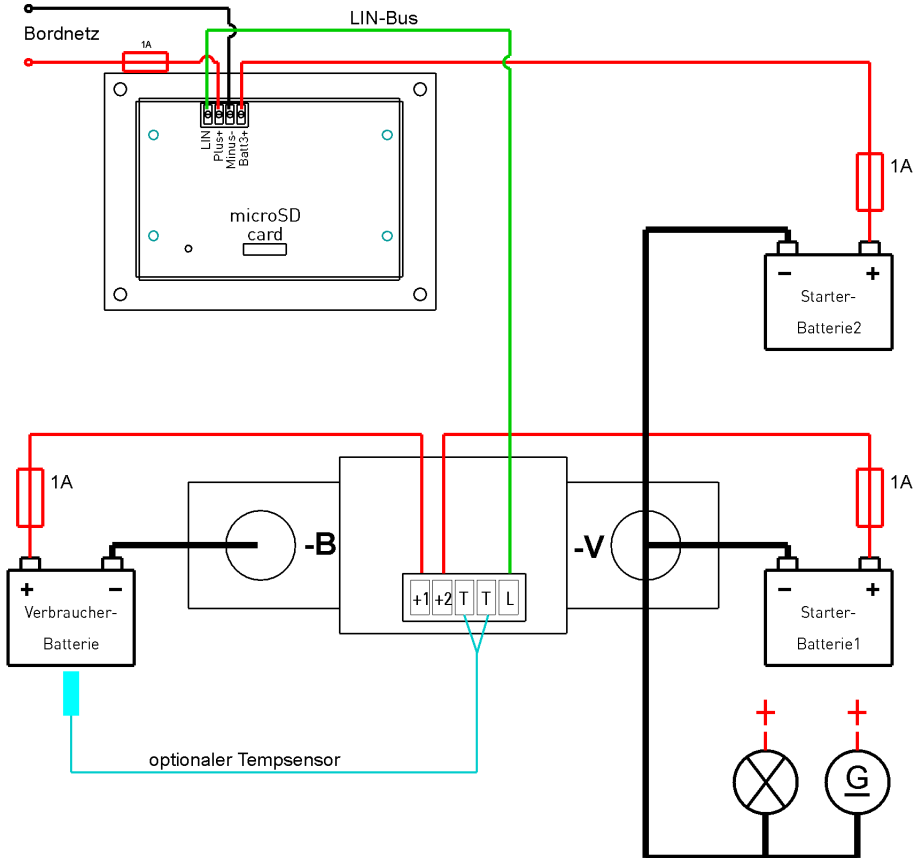 LIN-Bus
Bordnetz
1A
LIN
Plus+
Minus-
Batt3+
microSD
card
1A
- +
Starter-
Batterie2
1A
1A
-B
-V
+1 +2 T T L
+ -
Verbraucher-
Batterie
- +
Starter-
Batterie1
optionaler Tempsensor
+ +
G